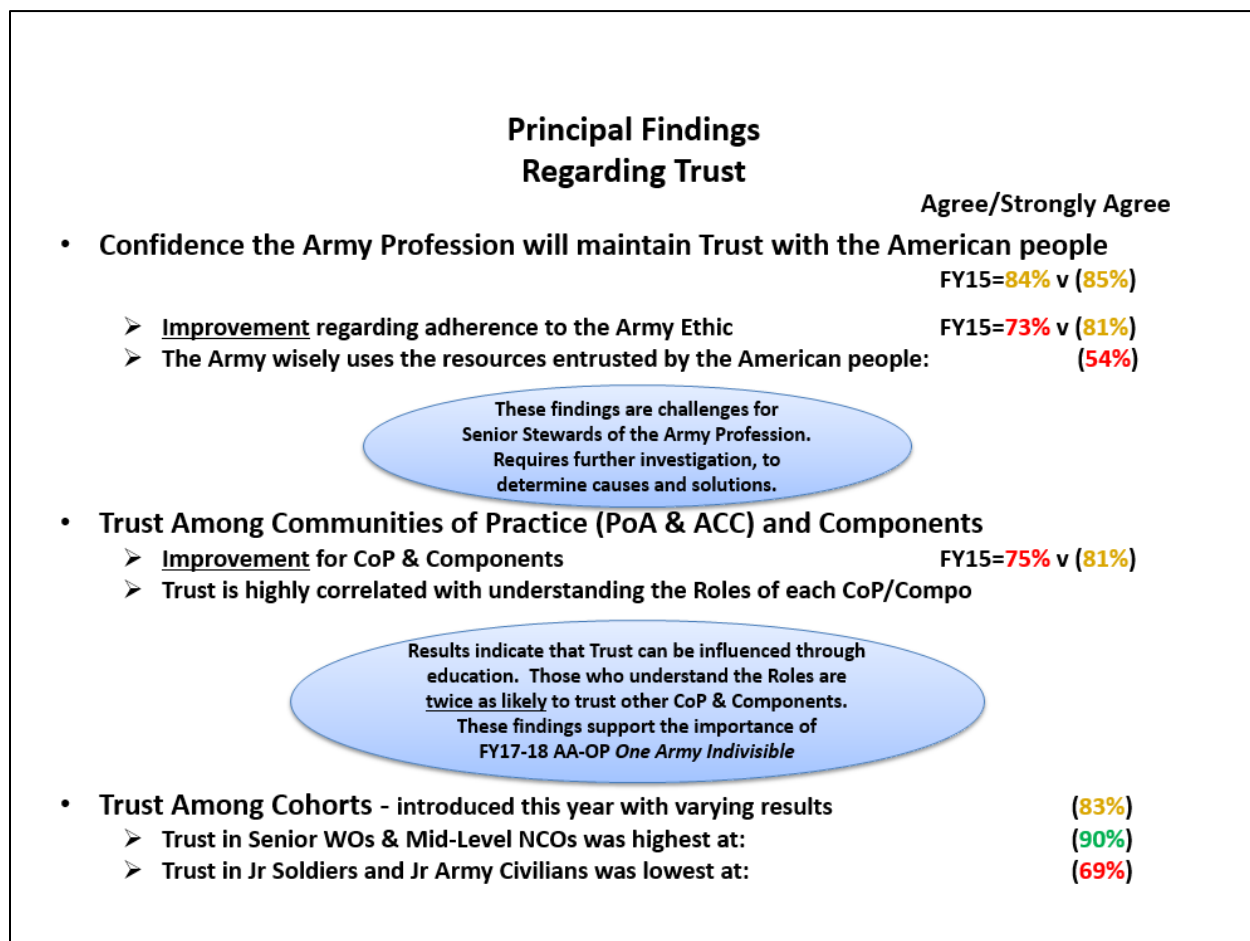 Principal Findings
Regarding Trust
Agree/Strongly Agree
• Confidence the Army Profession will maintain Trust with the American people
FY15=84% v (85%)
➢ Improvement regarding adherence to the Army Ethic FY15=73% v (81%)
➢ The Army wisely uses the resources entrusted by the American people: (54%)
These findings are challenges for
Senior Stewards of the Army Profession.
Requires further investigation, to
determine causes and solutions.
• Trust Among Communities of Practice (PoA & ACC) and Components
➢ Improvement for CoP & Components FY15=75% v (81%)
➢ Trust is highly correlated with understanding the Roles of each CoP/Compo
Results indicate that Trust can be influenced through
education. Those who understand the Roles are
twice as likely to trust other CoP & Components.
These findings support the importance of
FY17-18 AA-OP One Army Indivisible
• Trust Among Cohorts - introduced this year with varying results (83%)
➢ Trust in Senior WOs & Mid-Level NCOs was highest at: (90%)
➢ Trust in Jr Soldiers and Jr Army Civilians was lowest at: (69%)